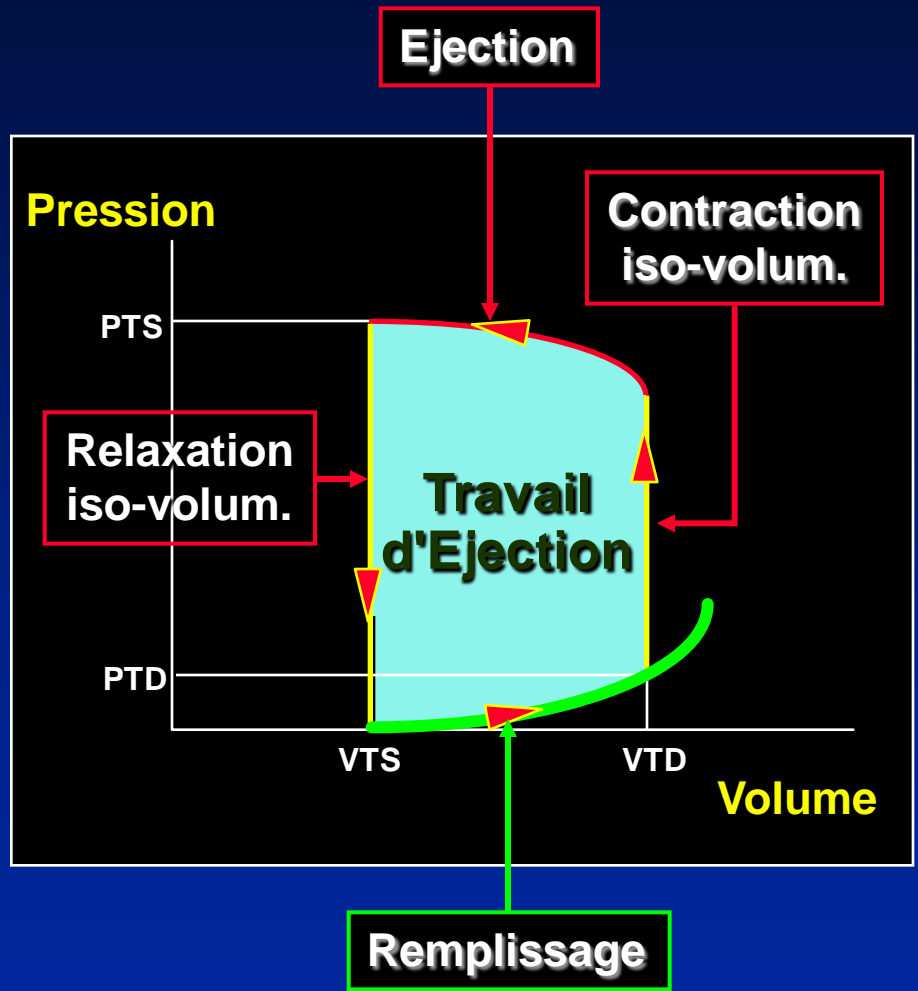 Ejection
Pression
Contraction
iso-volum.
PTS
Relaxation
iso-volum.
Travail
d'Ejection
PTD
VTS
VTD
Volume
Remplissage